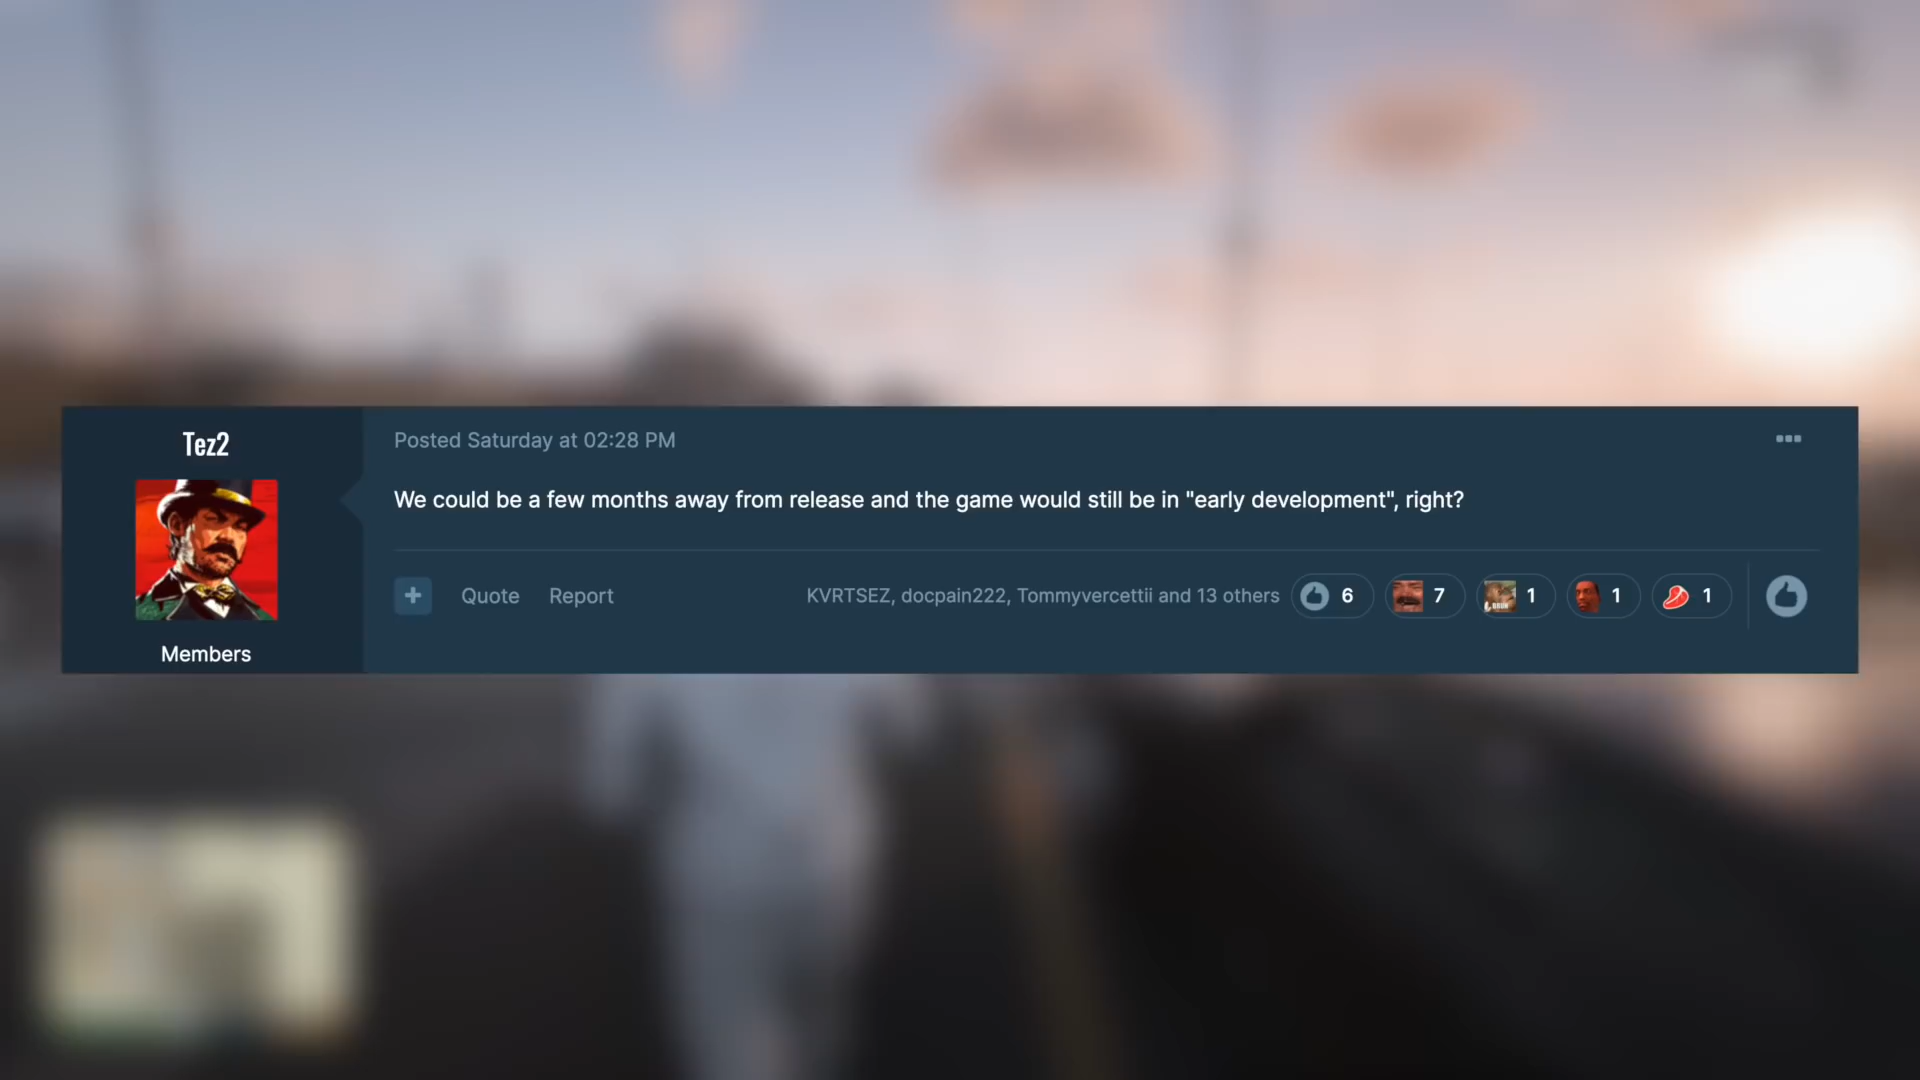 Tez2
Members
Posted Saturday at 02:28 PM
We could be a few months away from release and the game would still be in "early development", right?
Quote Report KVRTSEZ, docpain222, Tommyvercettii and 13 others 6 7 1 1 1